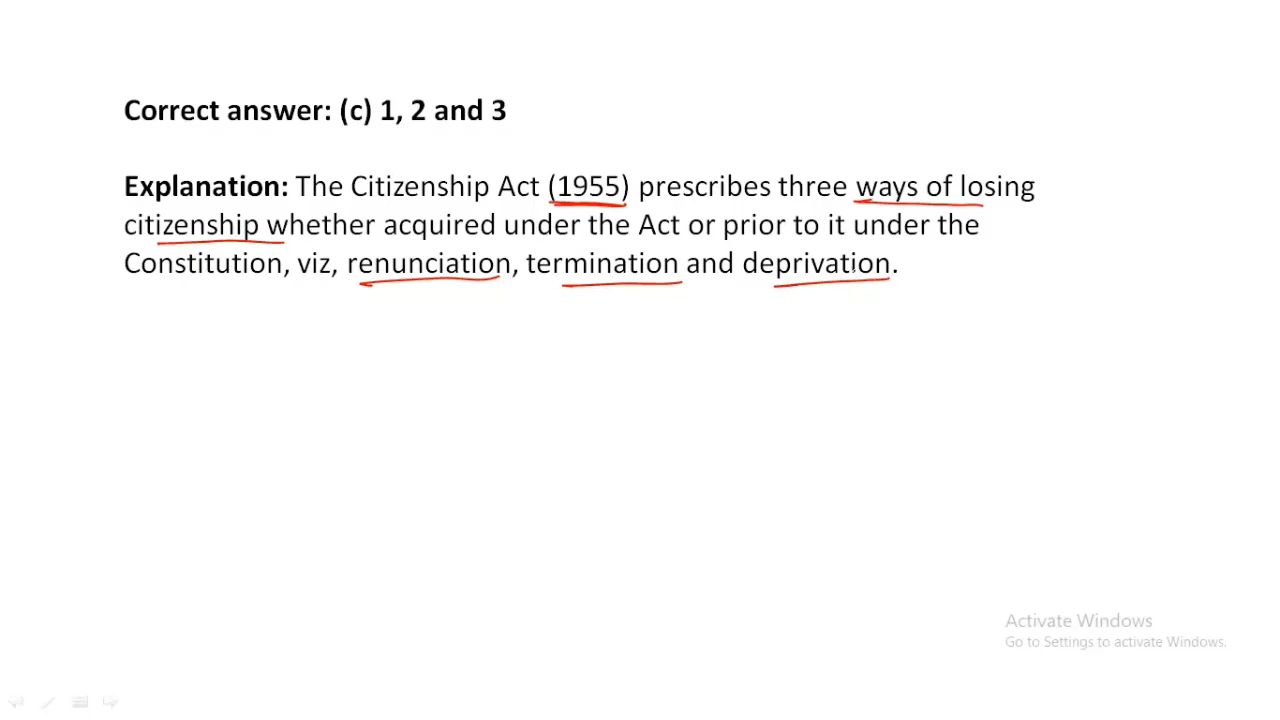 Correct answer: (c) 1, 2 and 3
Explanation: The Citizenship Act (1955) prescribes three ways of losing
citizenship whether acquired under the Act or prior to it under the
Constitution, viz, renunciation, termination and deprivation.
Activate Windows
Go to Settings to activate Windows.